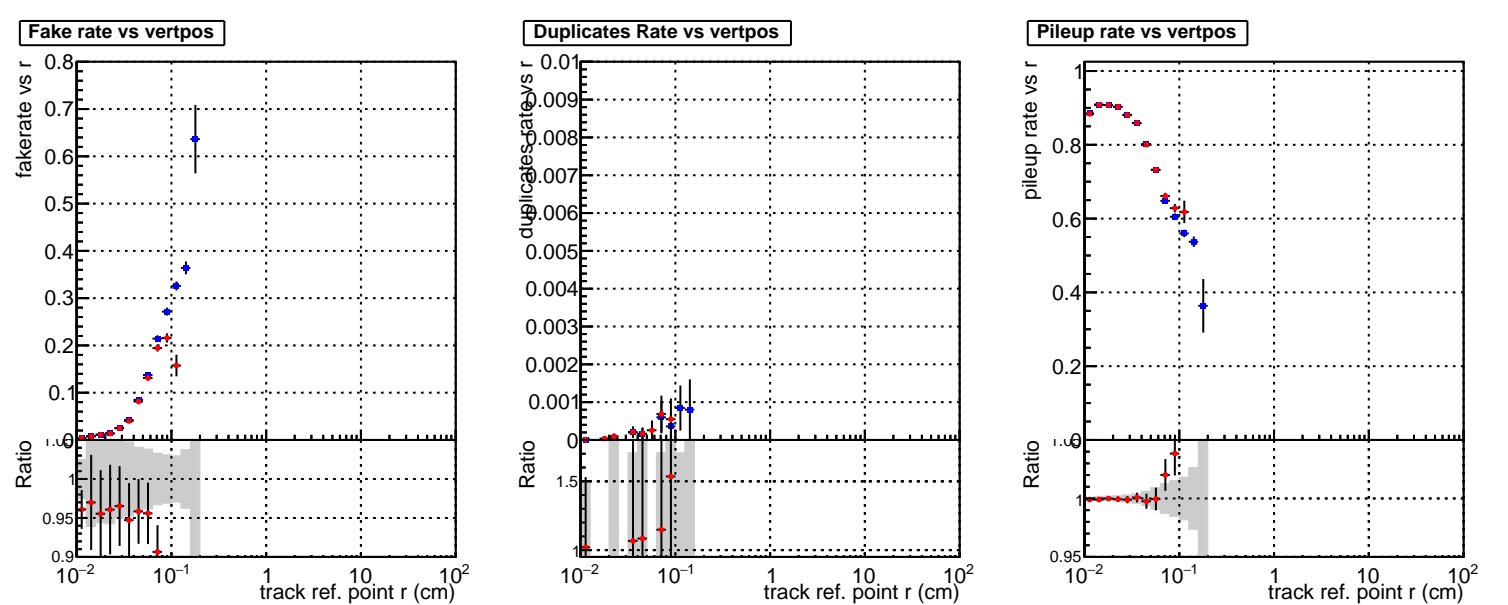 Fake rate vs vertpos
fakerate vs r
0.8
0.7
0.6
0.5
0.4
0.3
0.2
0.1
Ratio
1
0.95
0.9
10⁻² 10⁻¹ 1 10 10²
track ref. point r (cm)
Duplicates Rate vs vertpos
duplicates rate vs r
0.01
0.009
0.008
0.007
0.006
0.005
0.004
0.003
0.002
0.001
0
Ratio
1.5
1
10⁻² 10⁻¹ 1 10 10²
track ref. point r (cm)
Pileup rate vs vertpos
pileup rate vs r
1
0.8
0.6
0.4
0.2
Ratio
1
0.95
10⁻² 10⁻¹ 1 10 10²
track ref. point r (cm)